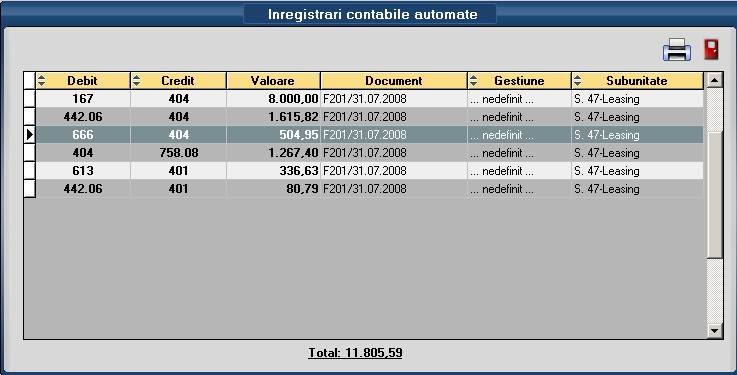 Inregistrari contabile automate
Debit Credit Valoare Document Gestiune Subunitate
167 404 8.000,00 F201/31.07.2008 ... nedefinit ... S. 47-Leasing
442.06 404 1.615,82 F201/31.07.2008 ... nedefinit ... S. 47-Leasing
666 404 504,95 F201/31.07.2008 ... nedefinit ... S. 47-Leasing
404 758.08 1.267,40 F201/31.07.2008 ... nedefinit ... S. 47-Leasing
613 401 336,63 F201/31.07.2008 ... nedefinit ... S. 47-Leasing
442.06 401 80,79 F201/31.07.2008 ... nedefinit ... S. 47-Leasing
Total: 11.805,59